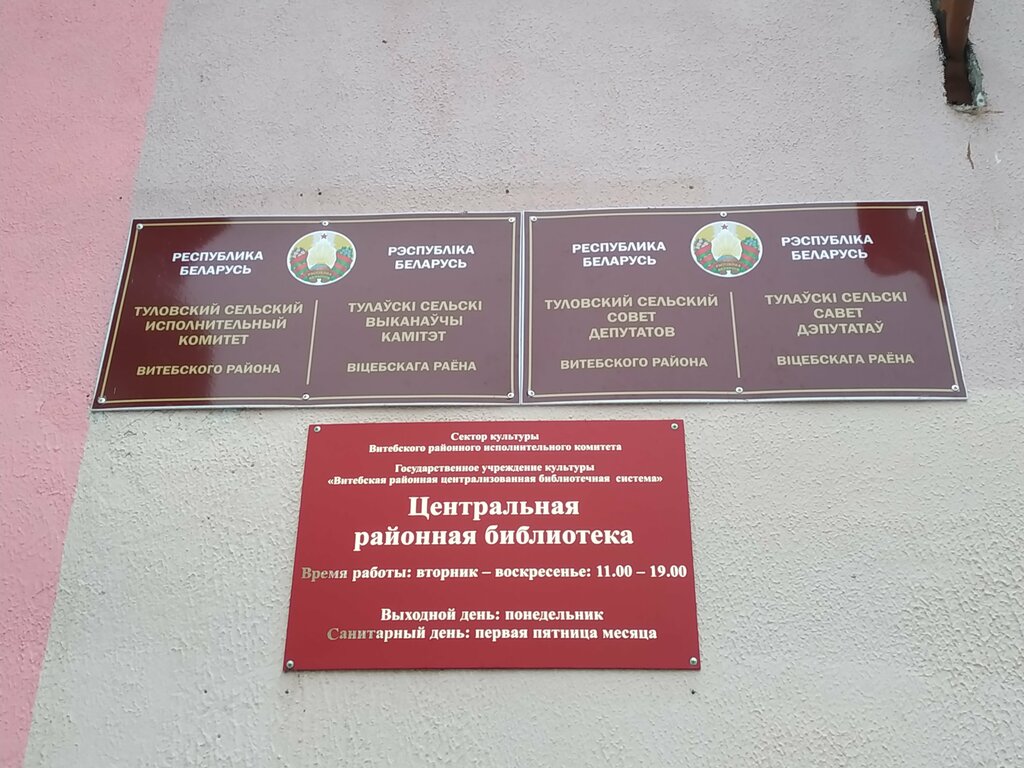 РЕСПУБЛИКА
БЕЛАРУСЬ
РЭСПУБЛІКА
БЕЛАРУСЬ
ТУЛОВСКИЙ СЕЛЬСКИЙ
ИСПОЛНИТЕЛЬНЫЙ
КОМИТЕТ
ВИТЕБСКОГО РАЙОНА
ТУЛАЎСКІ СЕЛЬСКІ
ВЫКАНАЎЧЫ
КАМІТЭТ
ВІЦЕБСКАГА РАЁНА
РЕСПУБЛИКА
БЕЛАРУСЬ
РЭСПУБЛІКА
БЕЛАРУСЬ
ТУЛОВСКИЙ СЕЛЬСКИЙ
СОВЕТ
ДЕПУТАТОВ
ВИТЕБСКОГО РАЙОНА
ТУЛАЎСКІ СЕЛЬСКІ
САВЕТ
ДЭПУТАТАЎ
ВІЦЕБСКАГА РАЁНА
Сектор культуры
Витебского районного исполнительного комитета
Государственное учреждение культуры
«Витебская районная централизованная библиотечная система»
Центральная
районная библиотека
Время работы: вторник – воскресенье: 11.00 – 19.00
Выходной день: понедельник
Санитарный день: первая пятница месяца